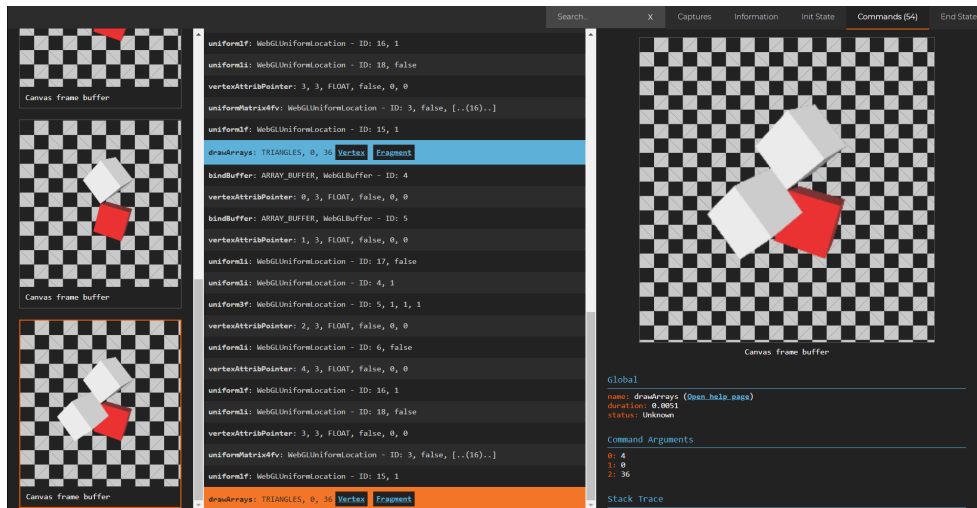 Search.. X Captures Information Init State Commands (54) End State
Canvas frame buffer
Canvas frame buffer
Canvas frame buffer
uniform1f: WebGLUniformLocation - ID: 16, 1
uniform1i: WebGLUniformLocation - ID: 18, false
vertexAttribPointer: 3, 3, FLOAT, false, 0, 0
uniformMatrix4fv: WebGLUniformLocation - ID: 3, false, [..(16)..]
uniform1f: WebGLUniformLocation - ID: 15, 1
drawArrays: TRIANGLES, 0, 36 Vertex Fragment
bindBuffer: ARRAY_BUFFER, WebGLBuffer - ID: 4
vertexAttribPointer: 0, 3, FLOAT, false, 0, 0
bindBuffer: ARRAY_BUFFER, WebGLBuffer - ID: 5
vertexAttribPointer: 1, 3, FLOAT, false, 0, 0
uniform1i: WebGLUniformLocation - ID: 17, false
uniform1i: WebGLUniformLocation - ID: 4, 1
uniform3f: WebGLUniformLocation - ID: 5, 1, 1, 1
vertexAttribPointer: 2, 3, FLOAT, false, 0, 0
uniform1i: WebGLUniformLocation - ID: 6, false
vertexAttribPointer: 4, 3, FLOAT, false, 0, 0
uniform1f: WebGLUniformLocation - ID: 16, 1
uniform1i: WebGLUniformLocation - ID: 18, false
vertexAttribPointer: 3, 3, FLOAT, false, 0, 0
uniformMatrix4fv: WebGLUniformLocation - ID: 3, false, [..(16)..]
uniform1f: WebGLUniformLocation - ID: 15, 1
drawArrays: TRIANGLES, 0, 36 Vertex Fragment
Canvas frame buffer
Global
name: drawArrays (Open help page)
duration: 0.0051
status: Unknown
Command Arguments
0: 4
1: 0
2: 36
Stack Trace